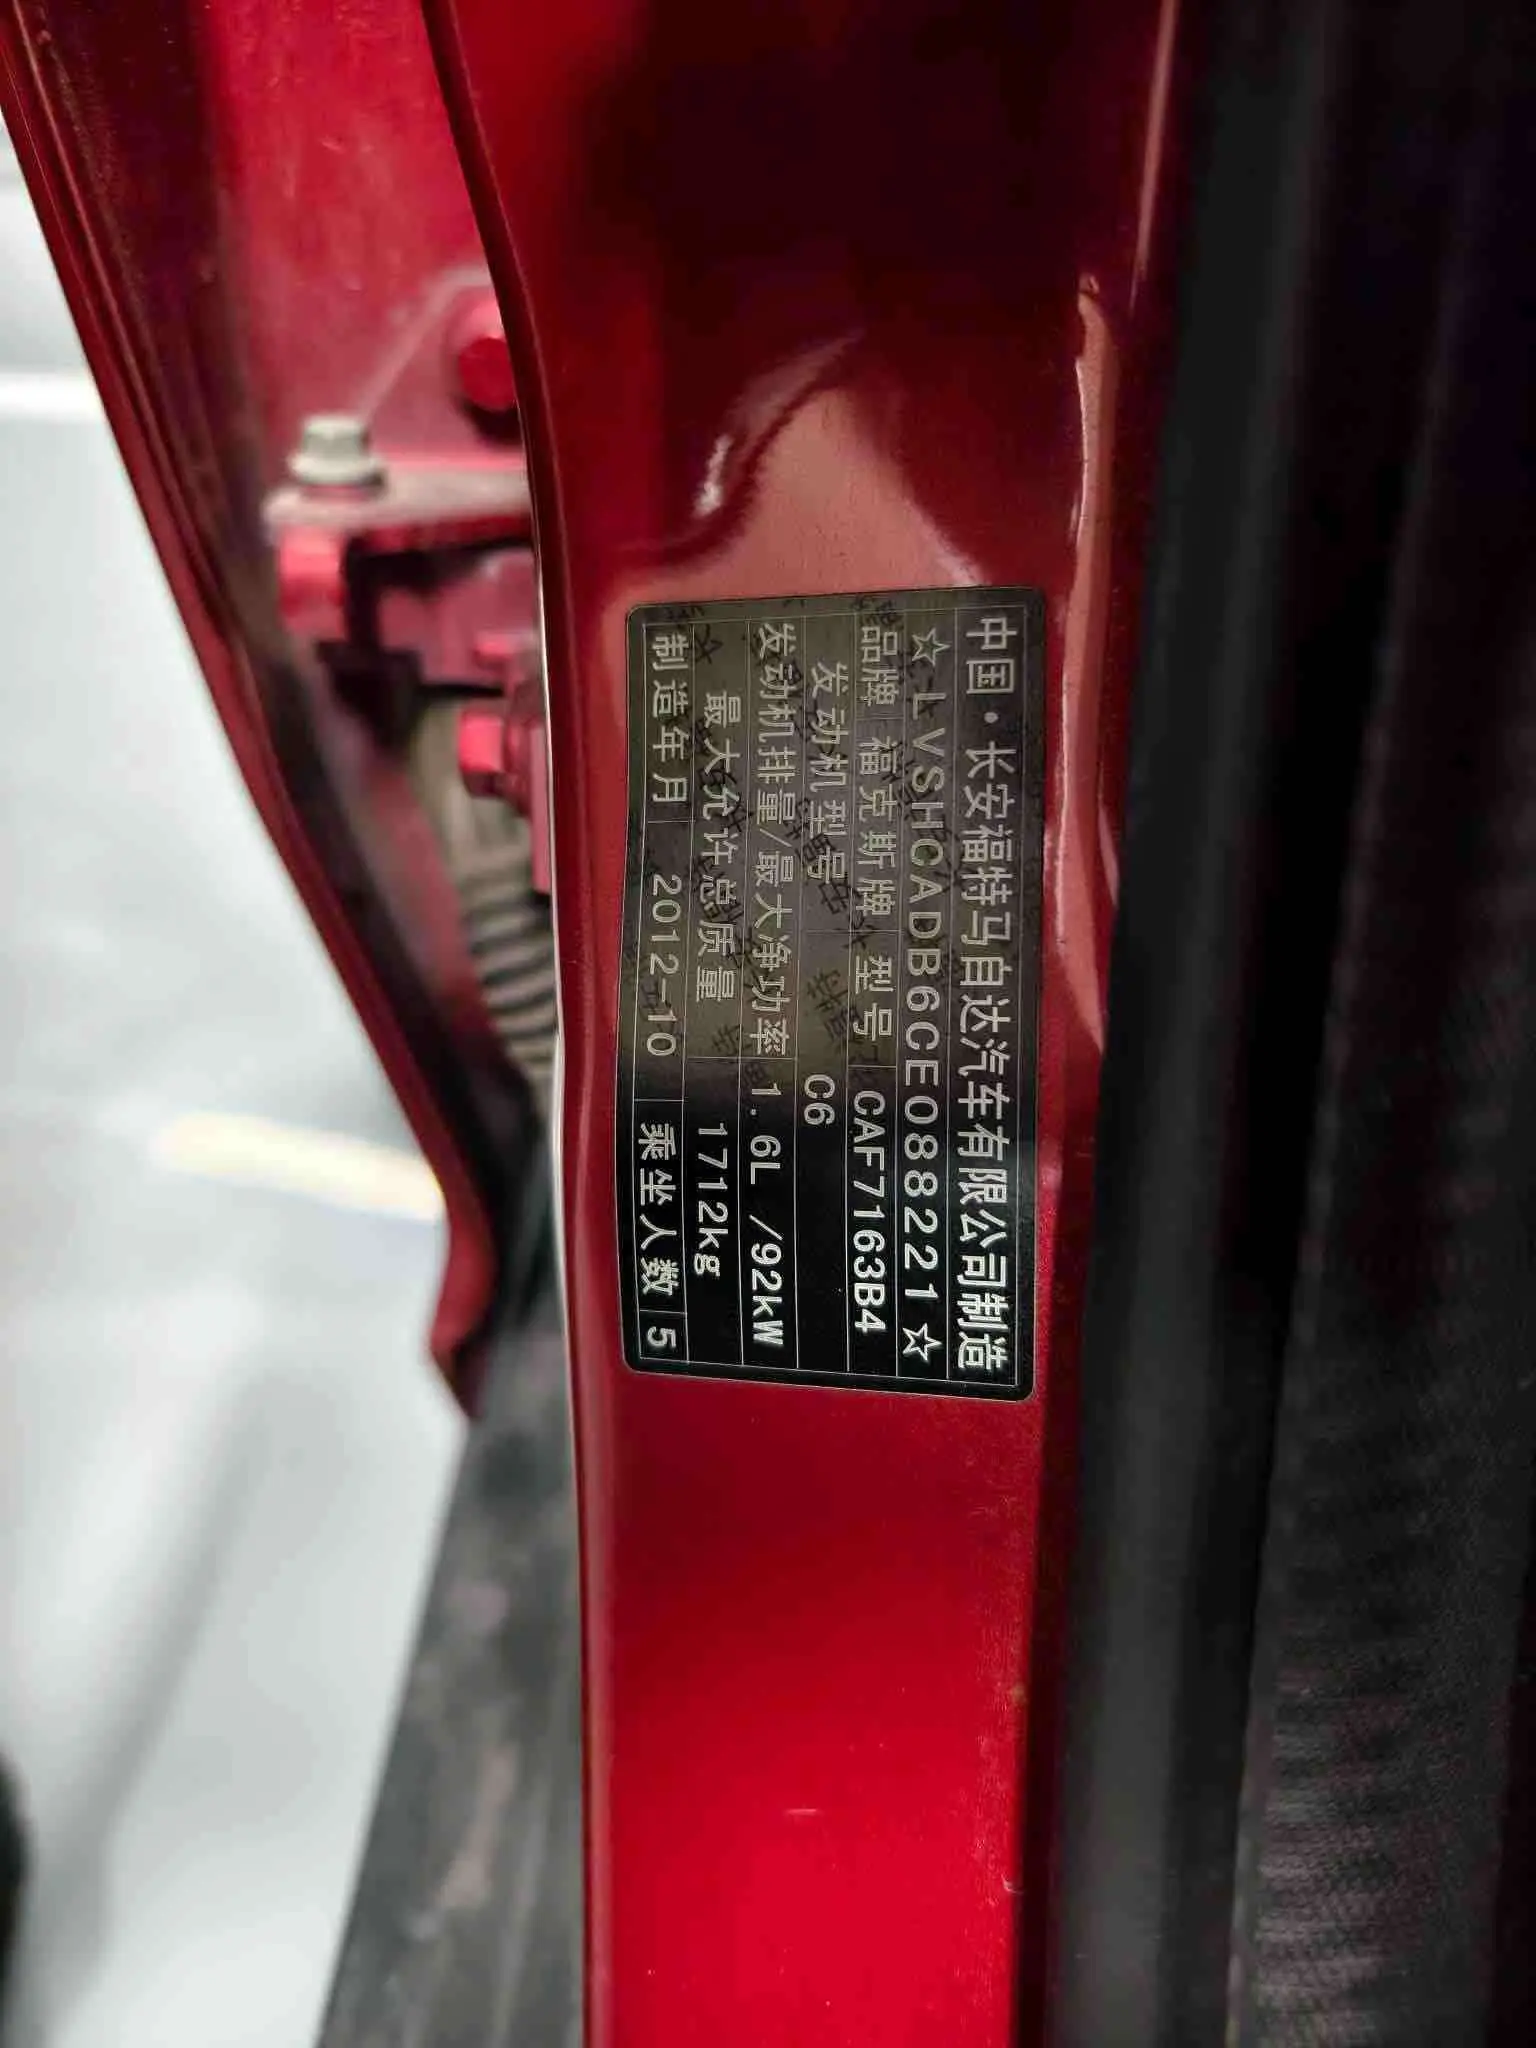 中国·长安福特马自达汽车有限公司制造
☆LVSHCADB6CE088221☆
品牌 福克斯牌 型号 CAF7163B4
发动机型号 C6
发动机排量/最大净功率 1.6L /92kW
最大允许总质量 1712kg
制造年月 2012-10 乘坐人数 5